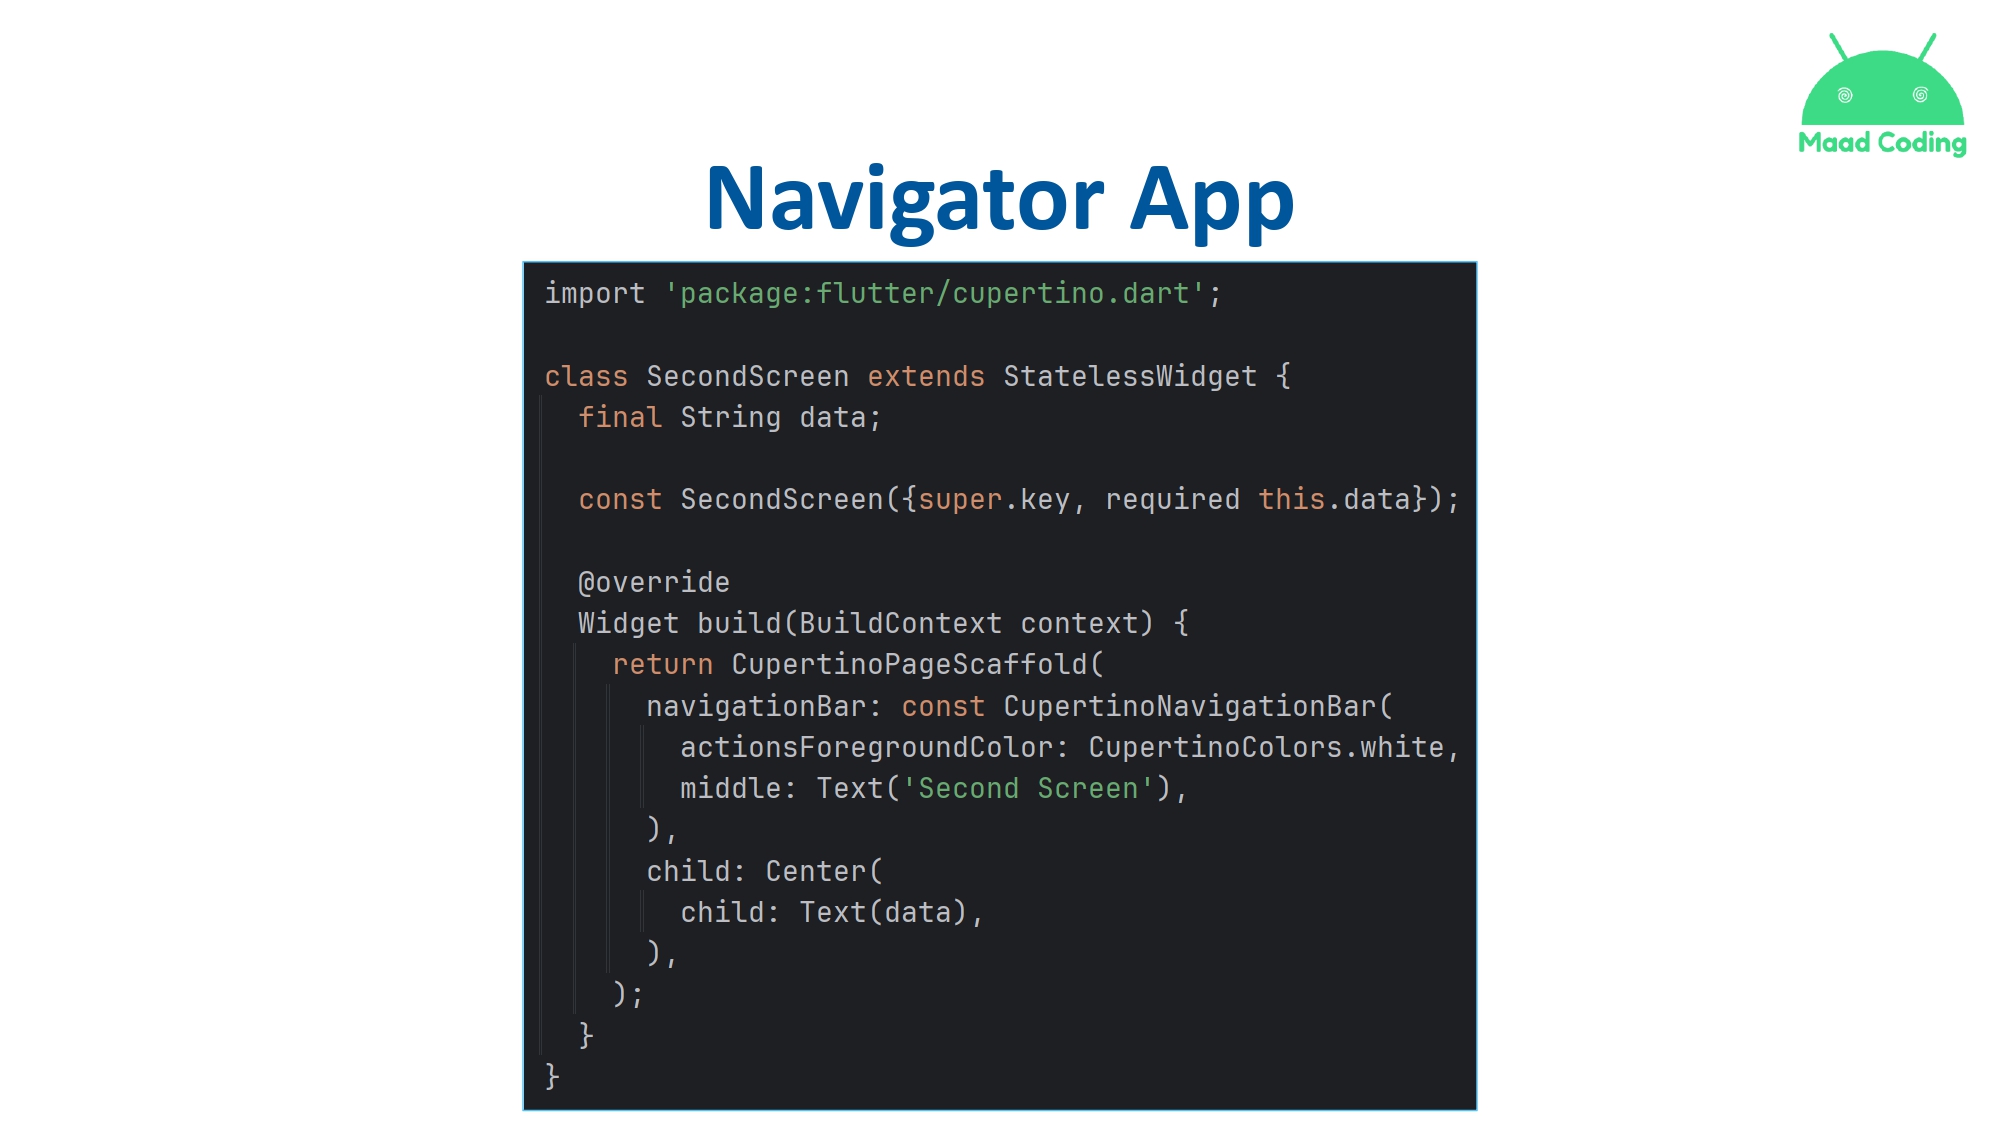 Maad Coding
Navigator App
import 'package:flutter/cupertino.dart';
class SecondScreen extends StatelessWidget {
final String data;
const SecondScreen({super.key, required this.data});
@override
Widget build(BuildContext context) {
return CupertinoPageScaffold(
navigationBar: const CupertinoNavigationBar(
actionsForegroundColor: CupertinoColors.white,
middle: Text('Second Screen'),
),
child: Center(
child: Text(data),
),
);
}
}